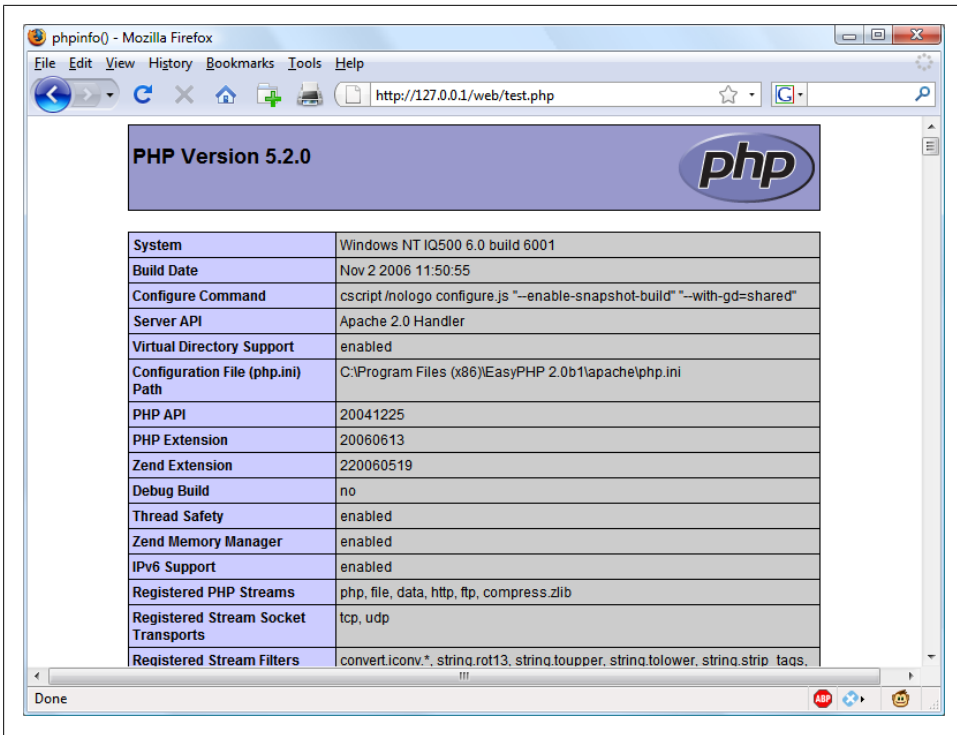 phpinfo() - Mozilla Firefox
File Edit View History Bookmarks Tools Help
http://127.0.0.1/web/test.php
G
PHP Version 5.2.0
php
System Windows NT IQ500 6.0 build 6001
Build Date Nov 2 2006 11:50:55
Configure Command cscript /nologo configure.js "--enable-snapshot-build" "--with-gd=shared"
Server API Apache 2.0 Handler
Virtual Directory Support enabled
Configuration File (php.ini) C:\Program Files (x86)\EasyPHP 2.0b1\apache\php.ini
Path
PHP API 20041225
PHP Extension 20060613
Zend Extension 220060519
Debug Build no
Thread Safety enabled
Zend Memory Manager enabled
IPv6 Support enabled
Registered PHP Streams php, file, data, http, ftp, compress.zlib
Registered Stream Socket tcp, udp
Transports
Registered Stream Filters convert.iconv.*, string.rot13, string.toupper, string.tolower, string.strip_tags,
Done
ABP